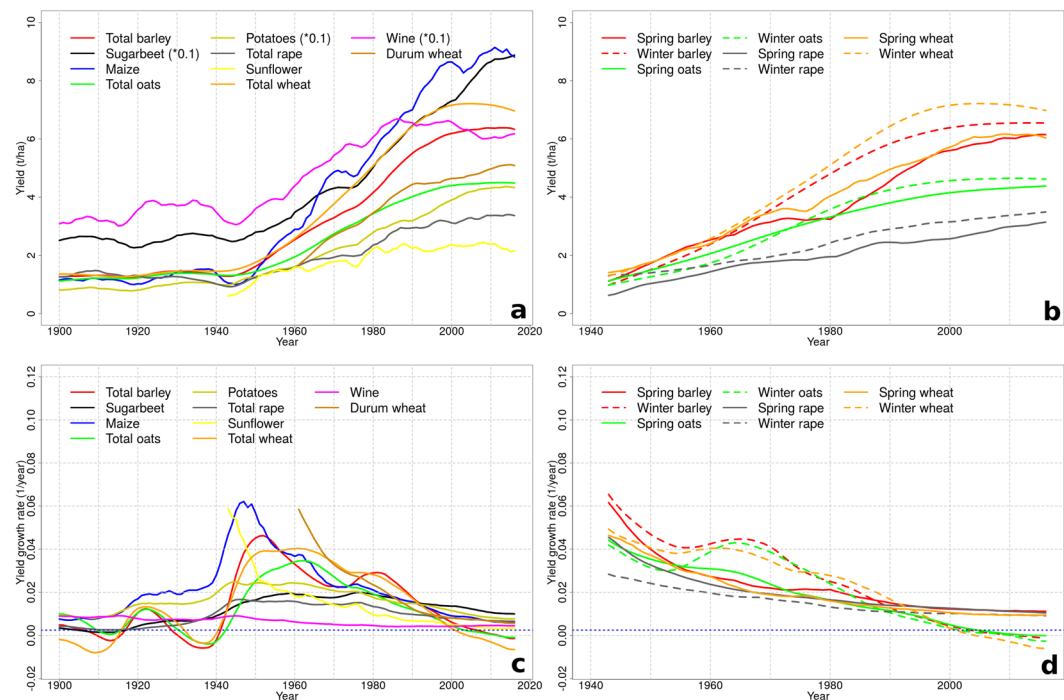 10
8
6
4
2
0
Yield (t/ha)
Total barley
Sugarbeet (*0.1)
Maize
Total oats
Potatoes (*0.1)
Total rape
Sunflower
Total wheat
Wine (*0.1)
Durum wheat
a
1900 1920 1940 1960 1980 2000 2020
Year
10
8
6
4
2
0
Yield (t/ha)
Spring barley
Winter barley
Spring oats
Winter oats
Spring rape
Winter rape
Spring wheat
Winter wheat
b
1940 1960 1980 2000
Year
0.12
0.10
0.08
0.06
0.04
0.02
0.00
-0.02
Yield growth rate (1/year)
Total barley
Sugarbeet
Maize
Total oats
Potatoes
Total rape
Sunflower
Total wheat
Wine
Durum wheat
c
1900 1920 1940 1960 1980 2000 2020
Year
0.12
0.10
0.08
0.06
0.04
0.02
0.00
-0.02
Yield growth rate (1/year)
Spring barley
Winter barley
Spring oats
Winter oats
Spring rape
Winter rape
Spring wheat
Winter wheat
d
1940 1960 1980 2000
Year